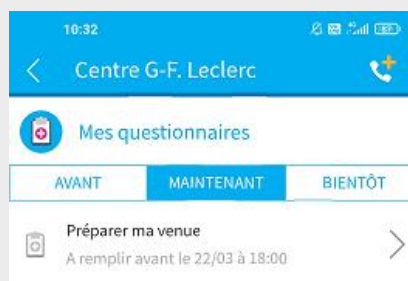 10:32
Centre G-F. Leclerc
Mes questionnaires
AVANT MAINTENANT BIENTÔT
Préparer ma venue
A remplir avant le 22/03 à 18:00